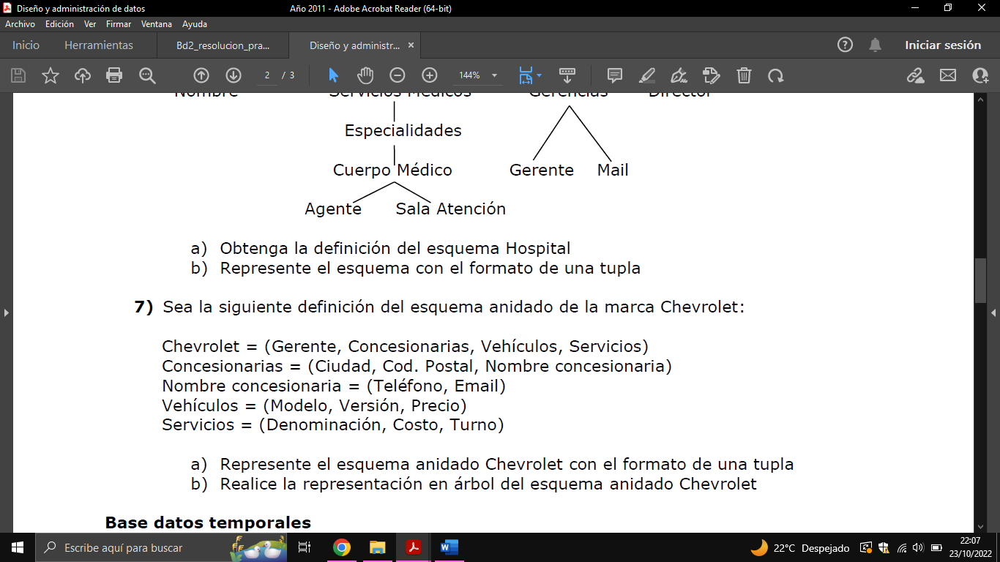 Diseño y administración de datos
Año 2011 - Adobe Acrobat Reader (64-bit)
Archivo Edición Ver Firmar Ventana Ayuda
Inicio Herramientas Bd2_resolucion_pra... Diseño y administr... × Iniciar sesión
2 / 3 144%
Nombre Servicios Médicos Gerencias Director
Especialidades
Cuerpo Médico Gerente Mail
Agente Sala Atención
a) Obtenga la definición del esquema Hospital
b) Represente el esquema con el formato de una tupla
7) Sea la siguiente definición del esquema anidado de la marca Chevrolet:
Chevrolet = (Gerente, Concesionarias, Vehículos, Servicios)
Concesionarias = (Ciudad, Cod. Postal, Nombre concesionaria)
Nombre concesionaria = (Teléfono, Email)
Vehículos = (Modelo, Versión, Precio)
Servicios = (Denominación, Costo, Turno)
a) Represente el esquema anidado Chevrolet con el formato de una tupla
b) Realice la representación en árbol del esquema anidado Chevrolet
Base datos temporales
Escribe aquí para buscar
22°C Despejado
22:07
23/10/2022